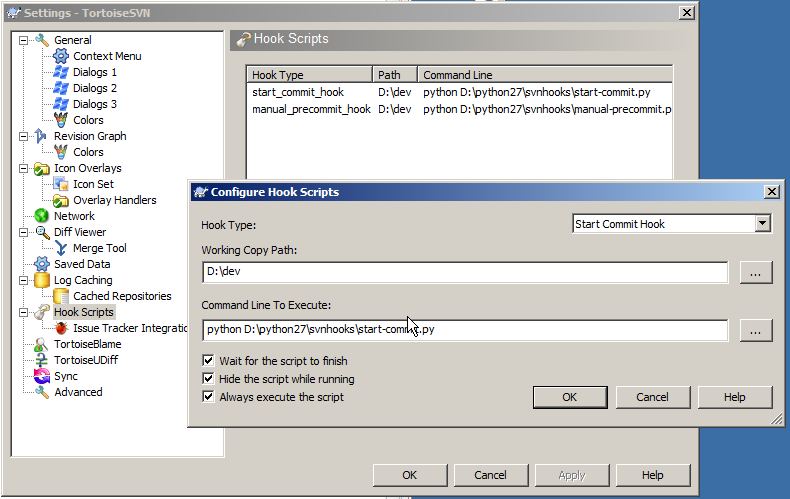 Settings - TortoiseSVN
General
Context Menu
Dialogs 1
Dialogs 2
Dialogs 3
Colors
Revision Graph
Colors
Icon Overlays
Icon Set
Overlay Handlers
Network
Diff Viewer
Merge Tool
Saved Data
Log Caching
Cached Repositories
Hook Scripts
Issue Tracker Integratio
TortoiseBlame
TortoiseUDiff
Sync
Advanced
Hook Scripts
Hook Type Path Command Line
start_commit_hook D:\dev python D:\python27\svnhooks\start-commit.py
manual_precommit_hook D:\dev python D:\python27\svnhooks\manual-precommit.p
Configure Hook Scripts
Hook Type: Start Commit Hook
Working Copy Path:
D:\dev ...
Command Line To Execute:
python D:\python27\svnhooks\start-commit.py ...
Wait for the script to finish
Hide the script while running
Always execute the script
OK Cancel Help
OK Cancel Apply Help